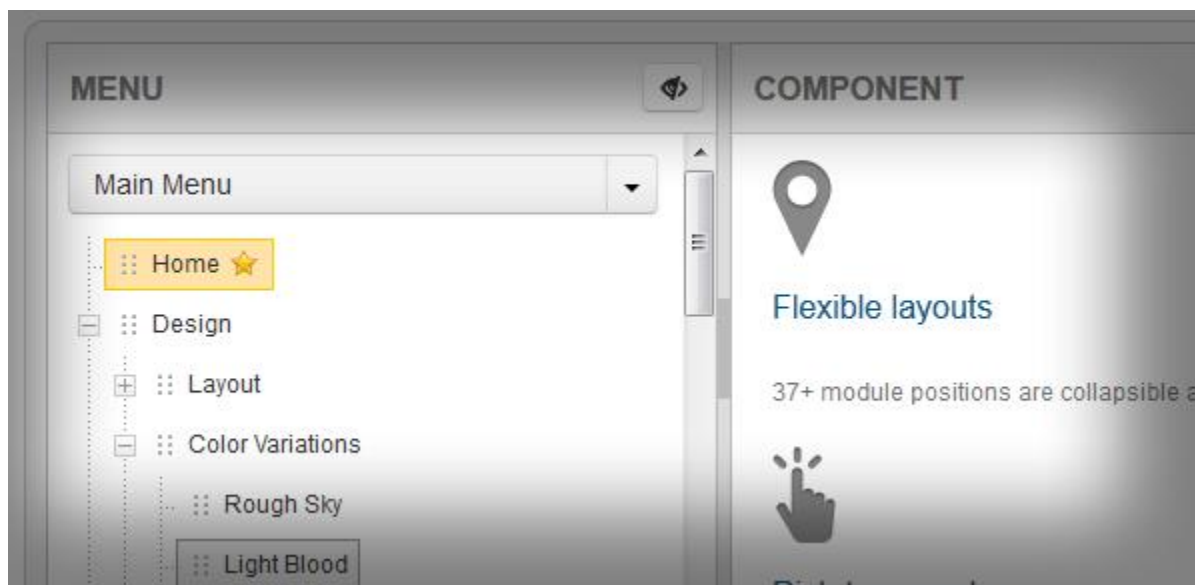 MENU
Main Menu
Home
Design
Layout
Color Variations
Rough Sky
Light Blood
COMPONENT
Flexible layouts
37+ module positions are collapsible